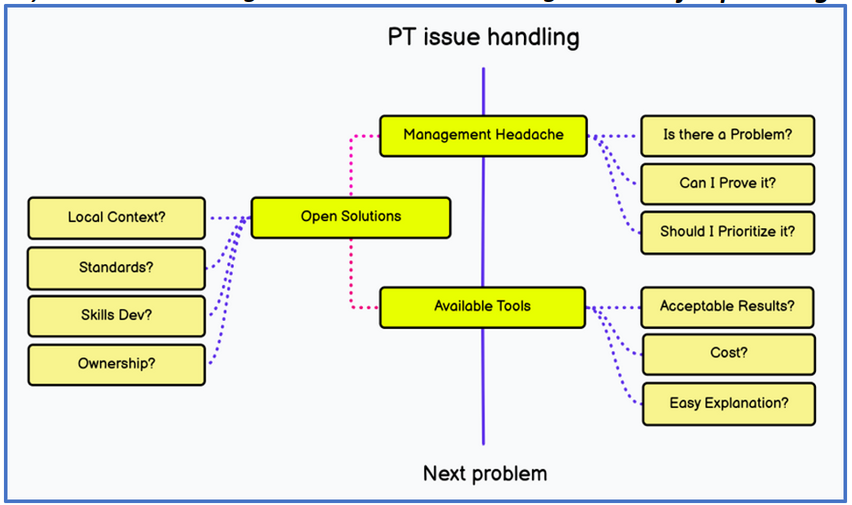 PT issue handling
Management Headache
Is there a Problem?
Can I Prove it?
Should I Prioritize it?
Open Solutions
Local Context?
Standards?
Skills Dev?
Ownership?
Available Tools
Acceptable Results?
Cost?
Easy Explanation?
Next problem